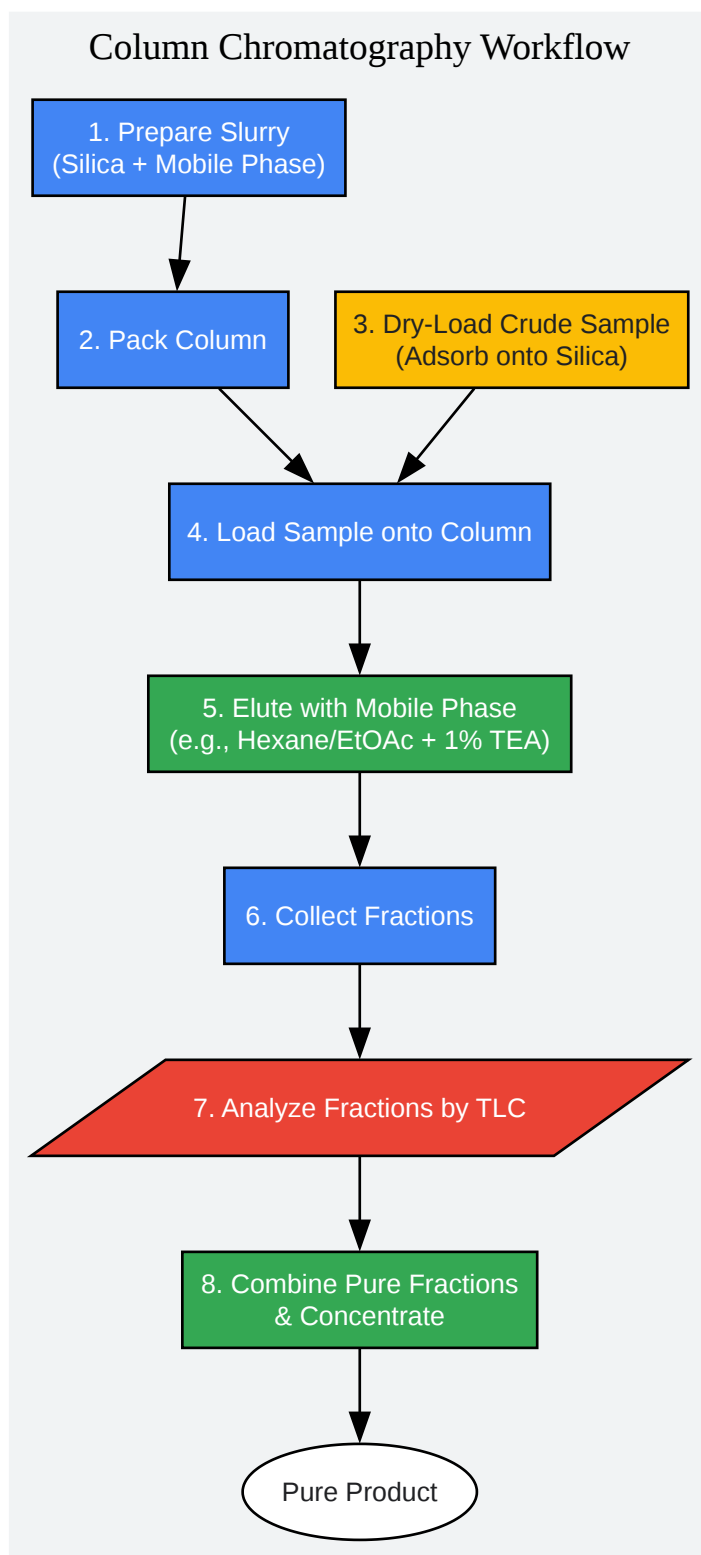 Column Chromatography Workflow
1. Prepare Slurry
(Silica + Mobile Phase)
2. Pack Column
3. Dry-Load Crude Sample
(Adsorb onto Silica)
4. Load Sample onto Column
5. Elute with Mobile Phase
(e.g., Hexane/EtOAc + 1% TEA)
6. Collect Fractions
7. Analyze Fractions by TLC
8. Combine Pure Fractions
& Concentrate
Pure Product